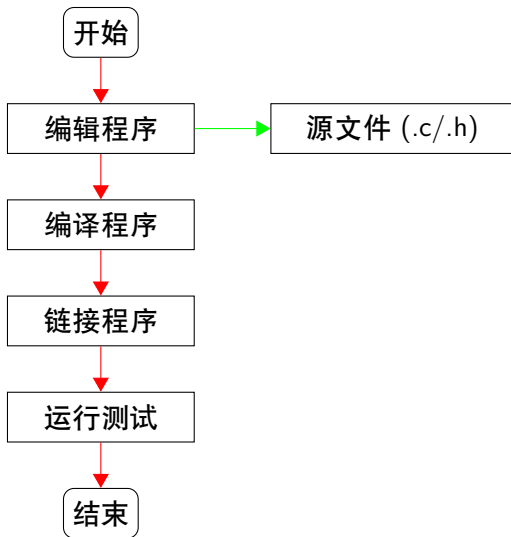 开始
编辑程序
源文件 (.c/.h)
编译程序
链接程序
运行测试
结束